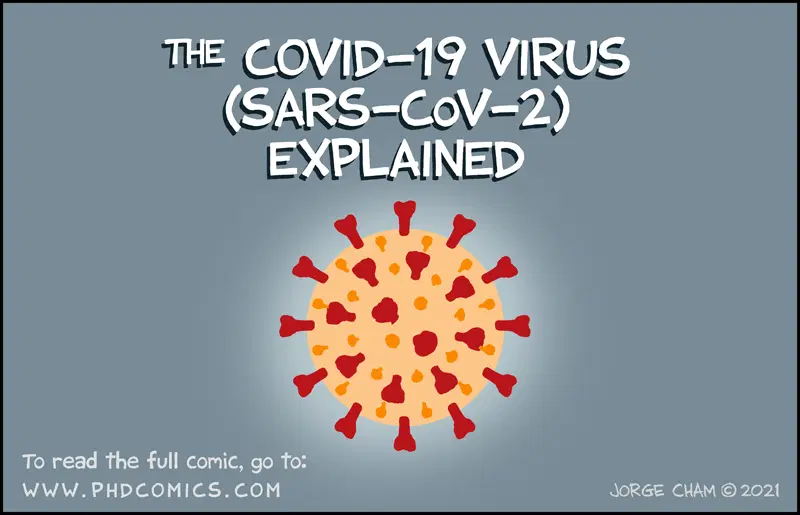 THE COVID-19 VIRUS
(SARS-CoV-2)
EXPLAINED
To read the full comic, go to:
WWW.PHDCOMICS.COM
JORGE CHAM © 2021